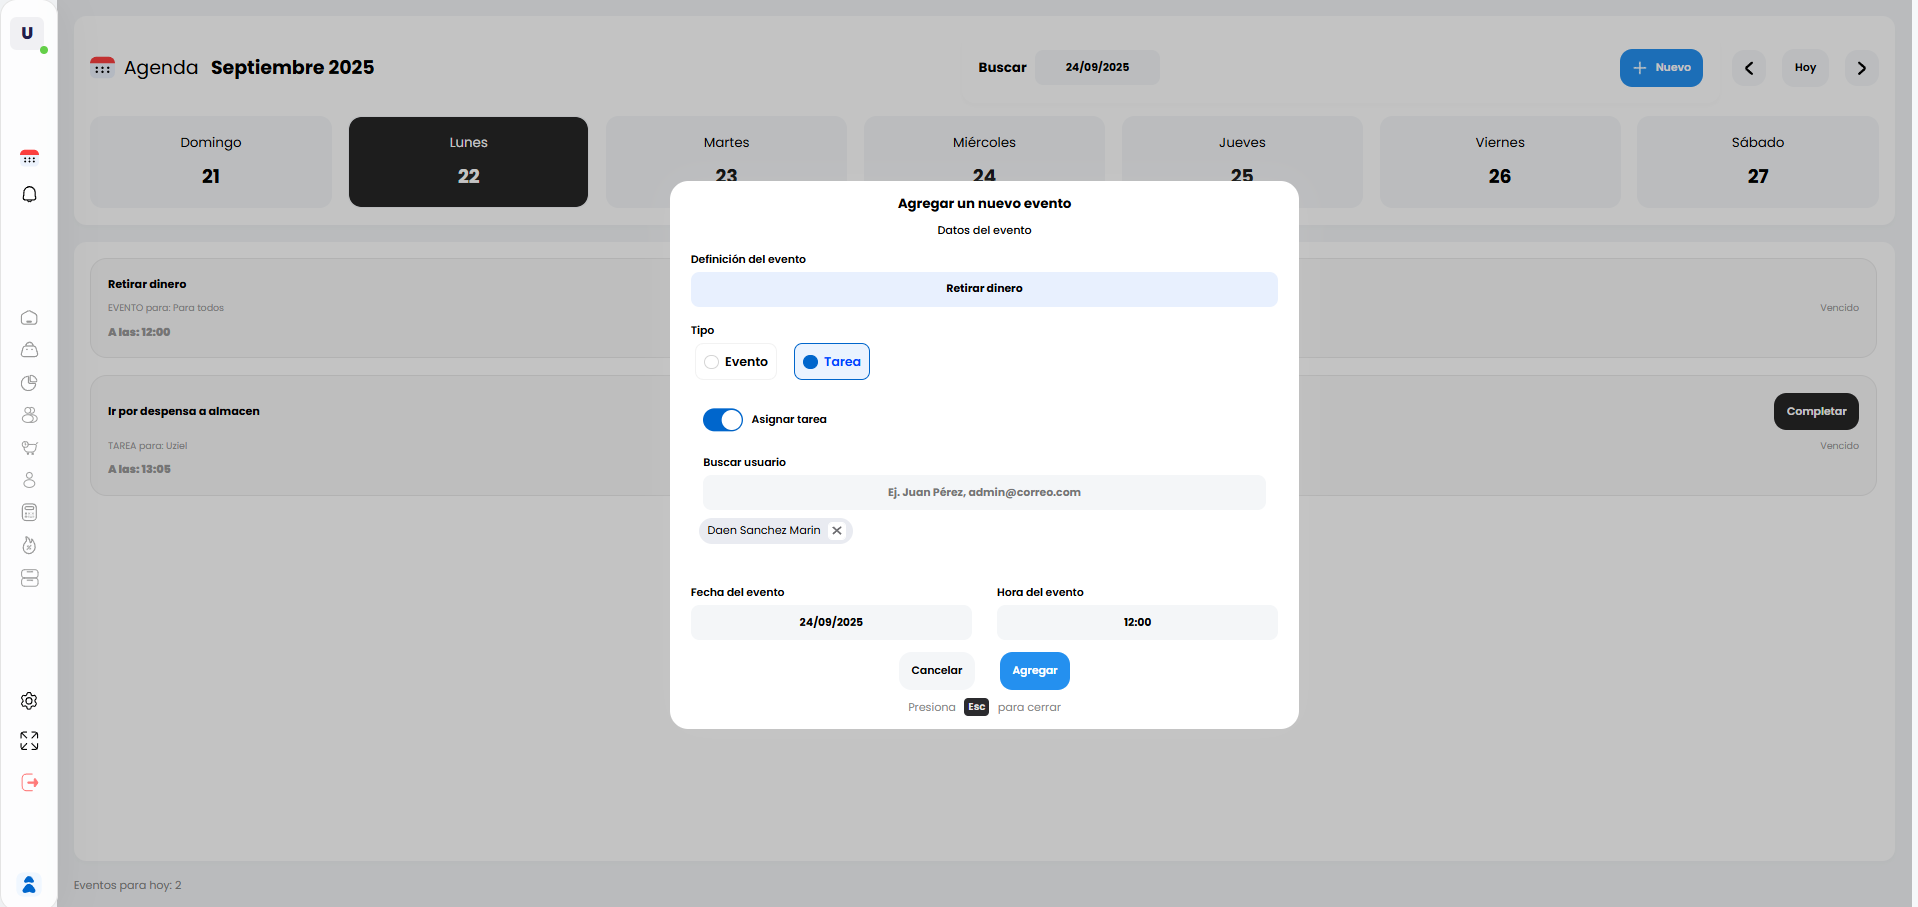 U
Agenda Septiembre 2025
Buscar 24/09/2025
Nuevo
Hoy
Domingo
21
Lunes
22
Martes
23
Miércoles
24
Jueves
25
Viernes
26
Sábado
27
Retirar dinero
EVENTO para: Para todos
A las: 12:00
Vencido
Ir por despensa a almacen
TAREA para: Uziel
A las: 13:05
Completar
Vencido
Agregar un nuevo evento
Datos del evento
Definición del evento
Retirar dinero
Tipo
Evento
Tarea
Asignar tarea
Buscar usuario
Ej. Juan Pérez, admin@correo.com
Daen Sanchez Marin
Fecha del evento
24/09/2025
Hora del evento
12:00
Cancelar
Agregar
Presiona Esc para cerrar
Eventos para hoy: 2